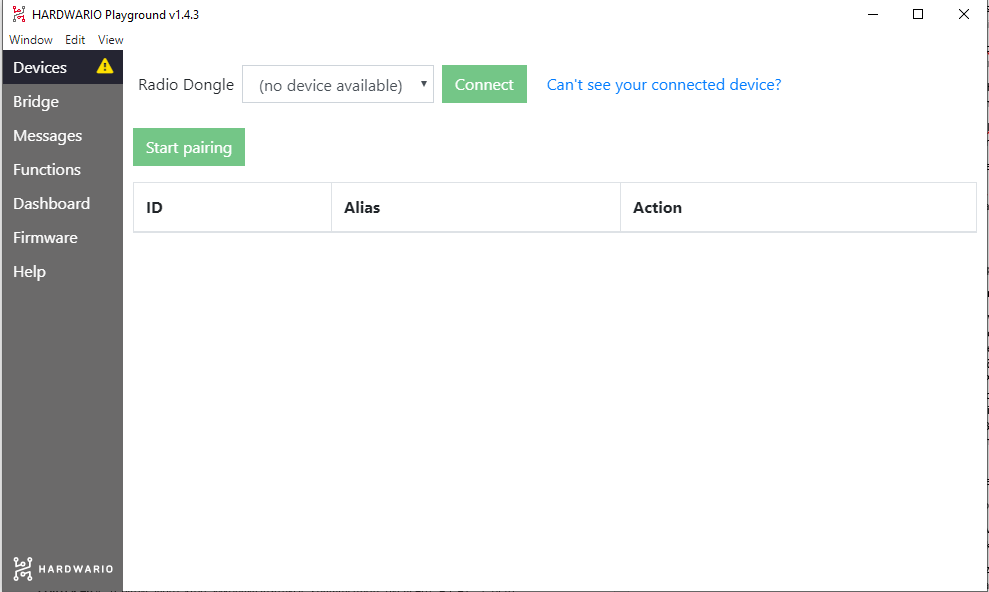 HARDWARIO Playground v1.4.3
Window Edit View
Devices
Bridge
Messages
Functions
Dashboard
Firmware
Help
HARDWARIO
Radio Dongle (no device available) Connect Can't see your connected device?
Start pairing
ID Alias Action